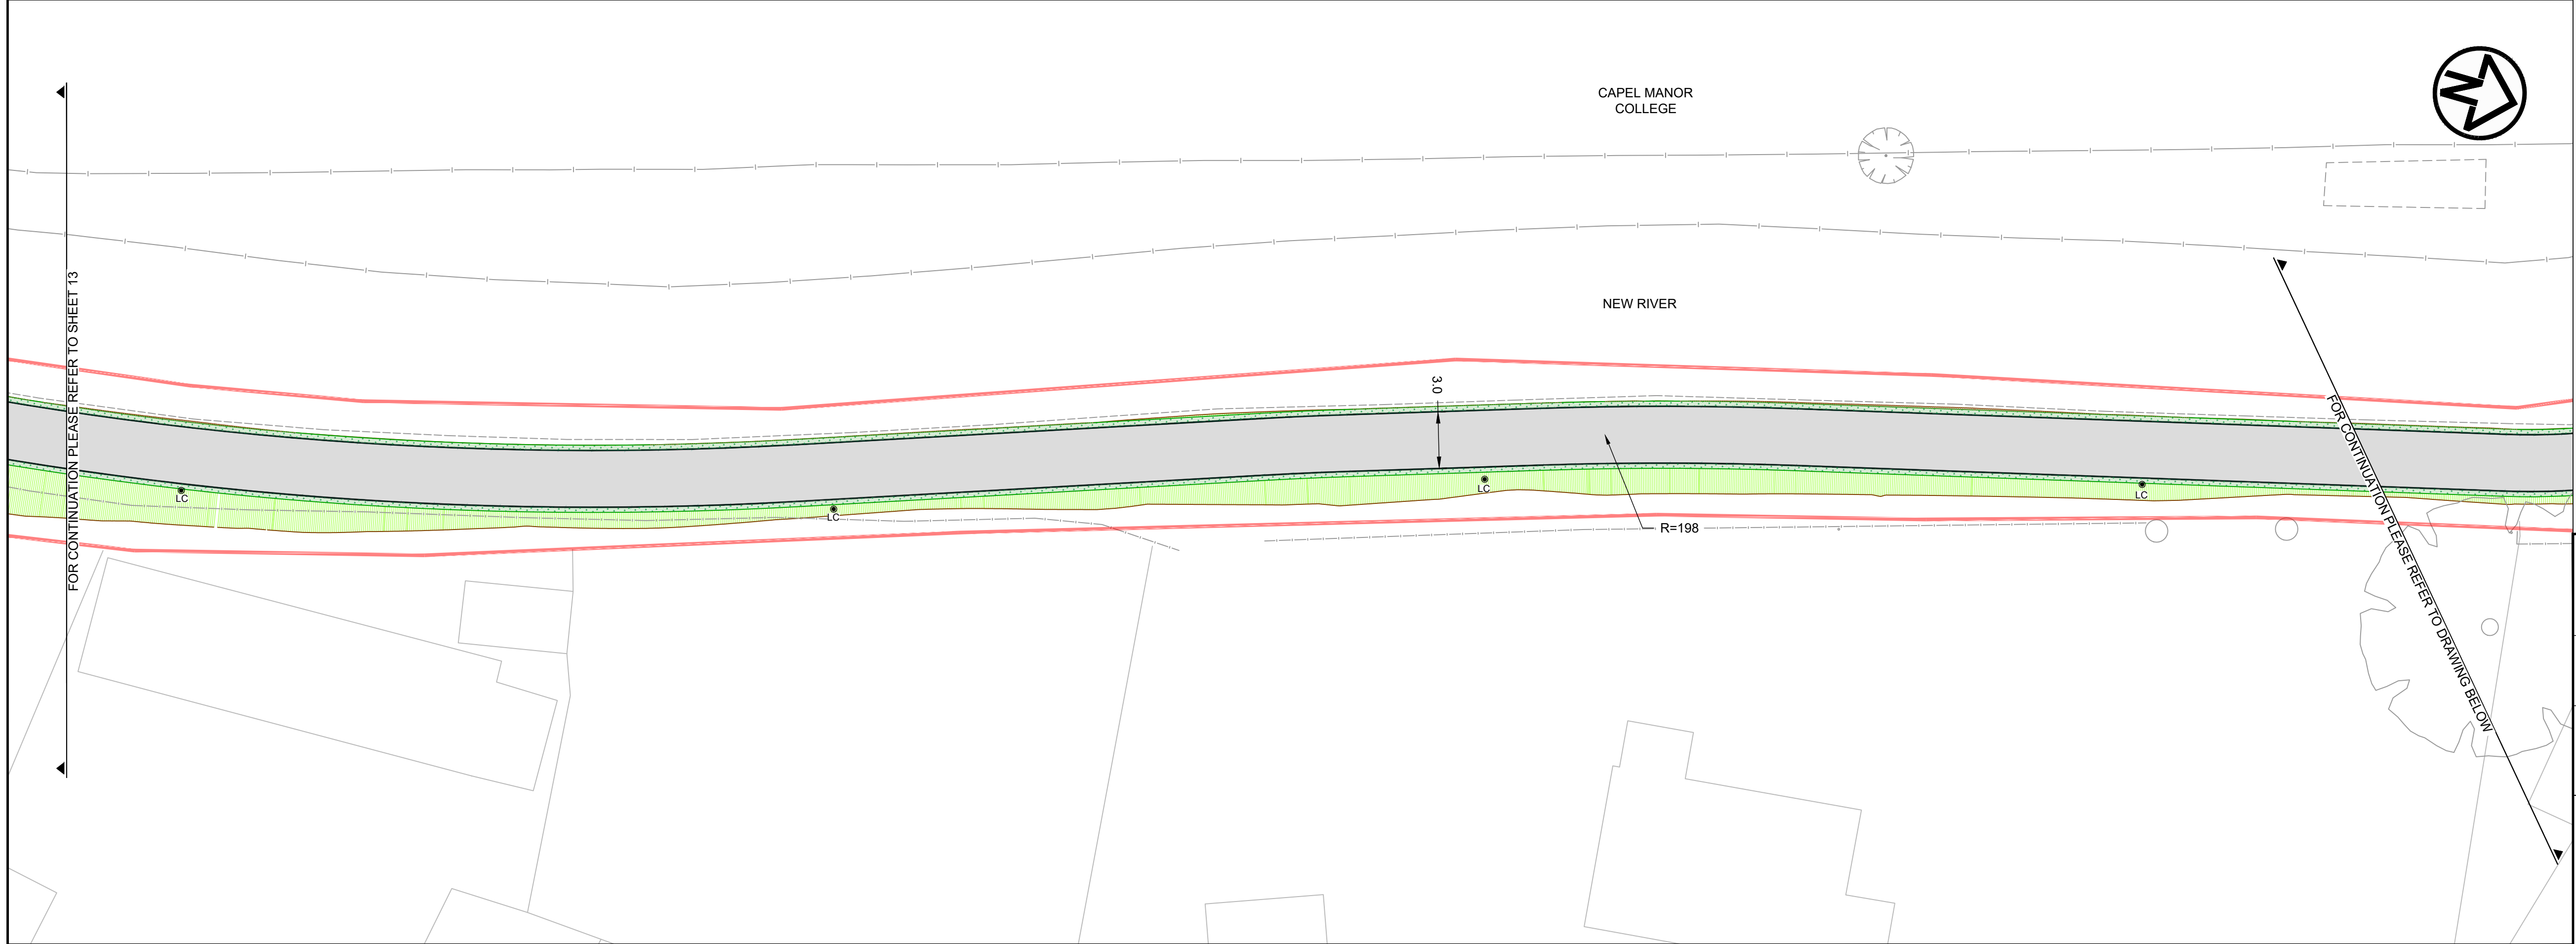 CAPEL MANOR
COLLEGE
N
NEW RIVER
FOR CONTINUATION PLEASE REFER TO SHEET 13
3.0
R=198
LC
LC
LC
LC
FOR CONTINUATION PLEASE REFER TO DRAWING BELOW